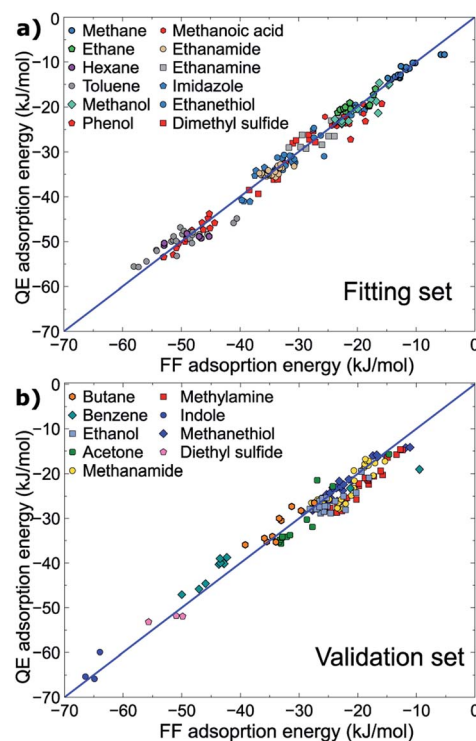 a)
Methane Methanoic acid
Ethane Ethanamide
Hexane Ethanamine
Toluene Imidazole
Methanol Ethanethiol
Phenol Dimethyl sulfide
QE adsorption energy (kJ/mol)
0
−10
−20
−30
−40
−50
−60
−70
Fitting set
−70 −60 −50 −40 −30 −20 −10 0
FF adsoprtion energy (kJ/mol)
b)
Butane Methylamine
Benzene Indole
Ethanol Methanethiol
Acetone Diethyl sulfide
Methanamide
QE adsorption energy (kJ/mol)
0
−10
−20
−30
−40
−50
−60
−70
Validation set
−70 −60 −50 −40 −30 −20 −10 0
FF adsorption energy (kJ/mol)